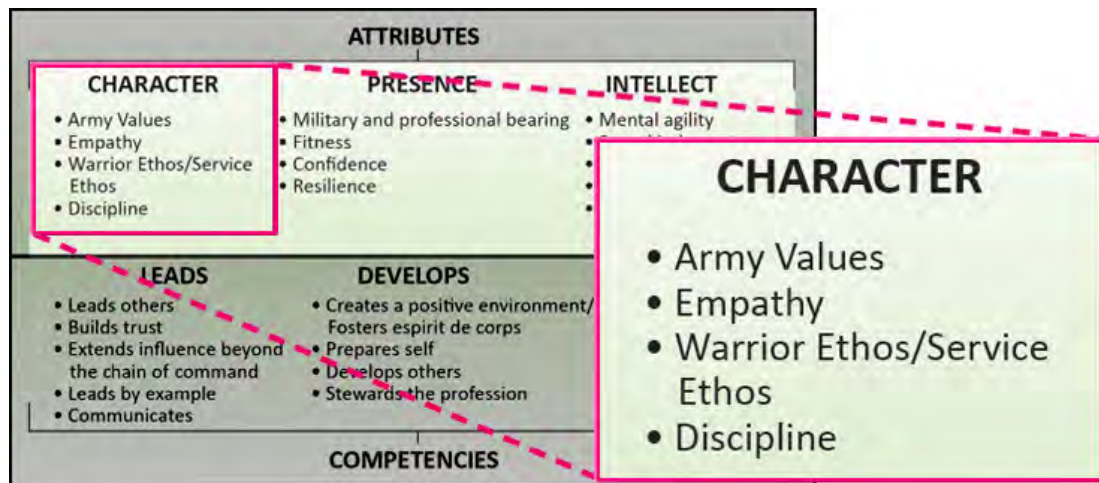 ATTRIBUTES
CHARACTER
• Army Values
• Empathy
• Warrior Ethos/Service
Ethos
• Discipline
PRESENCE
• Military and professional bearing
• Fitness
• Confidence
• Resilience
INTELLECT
• Mental agility
LEADS
• Leads others
• Builds trust
• Extends influence beyond
the chain of command
• Leads by example
• Communicates
DEVELOPS
• Creates a positive environment/
Fosters espirit de corps
• Prepares self
• Develops others
• Stewards the profession
COMPETENCIES
CHARACTER
• Army Values
• Empathy
• Warrior Ethos/Service
Ethos
• Discipline